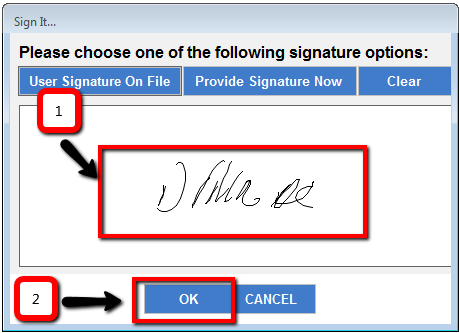 Sign It...
Please choose one of the following signature options:
User Signature On File Provide Signature Now Clear
1
2
OK CANCEL